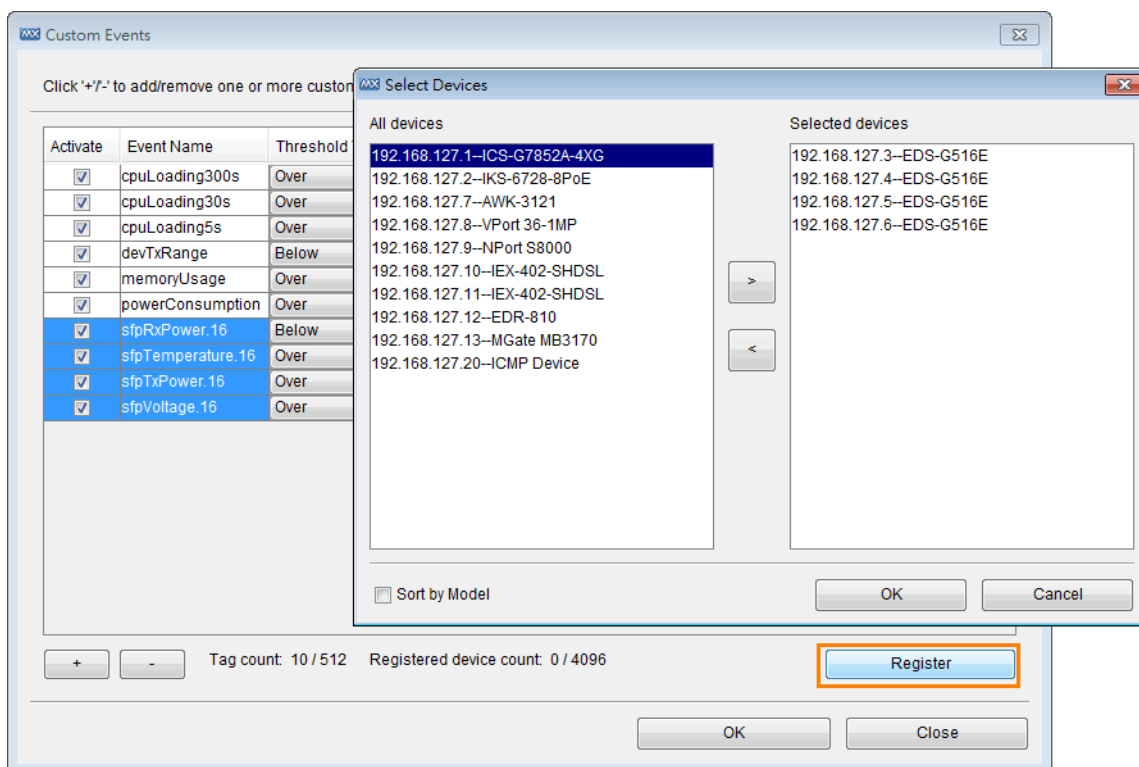 MX Custom Events
Click '+'/'-' to add/remove one or more custon
Activate Event Name Threshold
cpuLoading300s Over
cpuLoading30s Over
cpuLoading5s Over
devTxRange Below
memoryUsage Over
powerConsumption Over
sfpRxPower.16 Below
sfpTemperature.16 Over
sfpTxPower.16 Over
sfpVoltage.16 Over
+ - Tag count: 10 / 512 Registered device count: 0 / 4096 Register
OK Close
MX Select Devices
All devices
192.168.127.1--ICS-G7852A-4XG
192.168.127.2--IKS-6728-8PoE
192.168.127.7--AWK-3121
192.168.127.8--VPort 36-1MP
192.168.127.9--NPort S8000
192.168.127.10--IEX-402-SHDSL
192.168.127.11--IEX-402-SHDSL
192.168.127.12--EDR-810
192.168.127.13--MGate MB3170
192.168.127.20--ICMP Device
>
<
Selected devices
192.168.127.3--EDS-G516E
192.168.127.4--EDS-G516E
192.168.127.5--EDS-G516E
192.168.127.6--EDS-G516E
Sort by Model OK Cancel